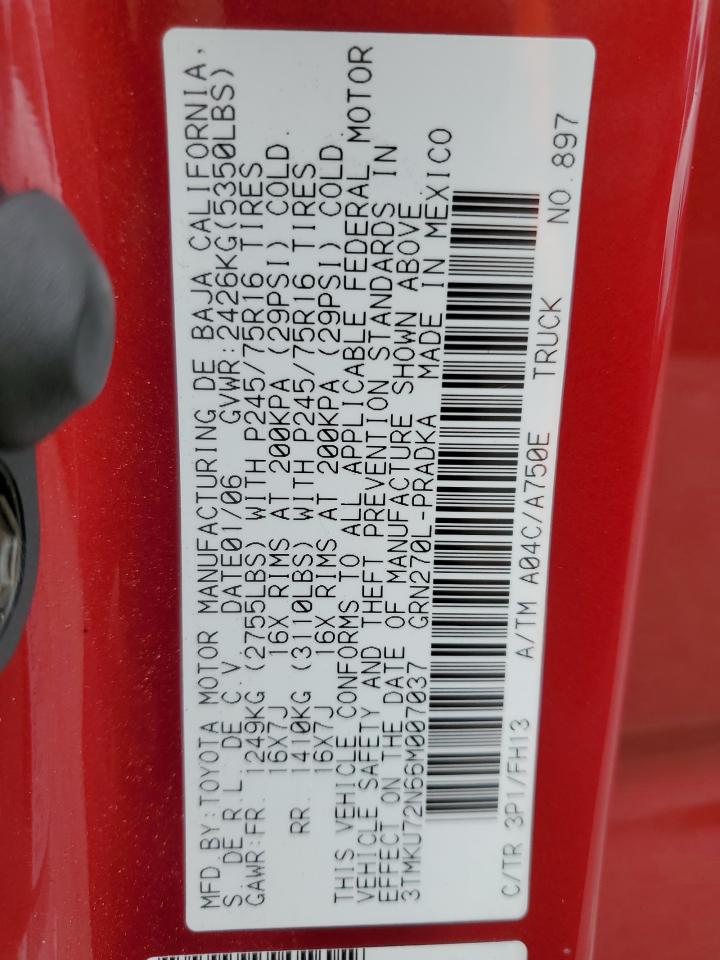 MFD.BY:TOYOTA MOTOR MANUFACTURING DE BAJA CALIFORNIA,
S. DE R.L. DE C.V. DATE01/06 GVWR:2426KG(5350LBS)
GAWR:FR. 1249KG (2755LBS) WITH P245/75R16 TIRES
16X7J 16X RIMS AT 200KPA (29PSI) COLD.
RR. 1410KG (3110LBS) WITH P245/75R16 TIRES
16X7J 16X RIMS AT 200KPA (29PSI) COLD.
THIS VEHICLE CONFORMS TO ALL APPLICABLE FEDERAL MOTOR
VEHICLE SAFETY AND THEFT PREVENTION STANDARDS IN
EFFECT ON THE DATE OF MANUFACTURE SHOWN ABOVE.
3TMKU72N66M007037 GRN270L-PRADKA MADE IN MEXICO
C/TR 3P1/FH13 A/TM A04C/A750E TRUCK NO.897